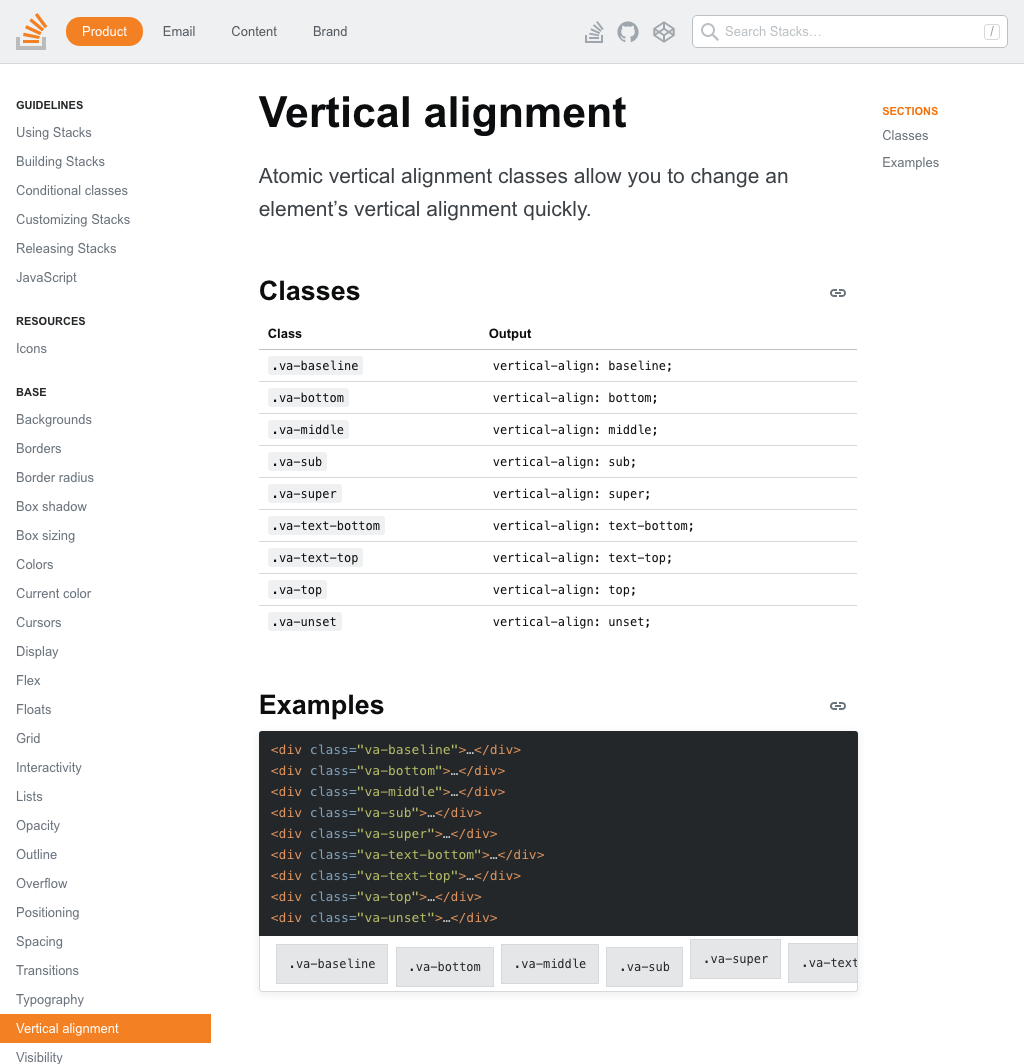 Product
Email
Content
Brand
Search Stacks…
/
GUIDELINES
Using Stacks
Building Stacks
Conditional classes
Customizing Stacks
Releasing Stacks
JavaScript
RESOURCES
Icons
BASE
Backgrounds
Borders
Border radius
Box shadow
Box sizing
Colors
Current color
Cursors
Display
Flex
Floats
Grid
Interactivity
Lists
Opacity
Outline
Overflow
Positioning
Spacing
Transitions
Typography
Vertical alignment
Visibility
Vertical alignment
Atomic vertical alignment classes allow you to change an
element’s vertical alignment quickly.
Classes
Class Output
.va-baseline vertical-align: baseline;
.va-bottom vertical-align: bottom;
.va-middle vertical-align: middle;
.va-sub vertical-align: sub;
.va-super vertical-align: super;
.va-text-bottom vertical-align: text-bottom;
.va-text-top vertical-align: text-top;
.va-top vertical-align: top;
.va-unset vertical-align: unset;
Examples
<div class="va-baseline">…</div>
<div class="va-bottom">…</div>
<div class="va-middle">…</div>
<div class="va-sub">…</div>
<div class="va-super">…</div>
<div class="va-text-bottom">…</div>
<div class="va-text-top">…</div>
<div class="va-top">…</div>
<div class="va-unset">…</div>
.va-baseline .va-bottom .va-middle .va-sub .va-super .va-text
SECTIONS
Classes
Examples